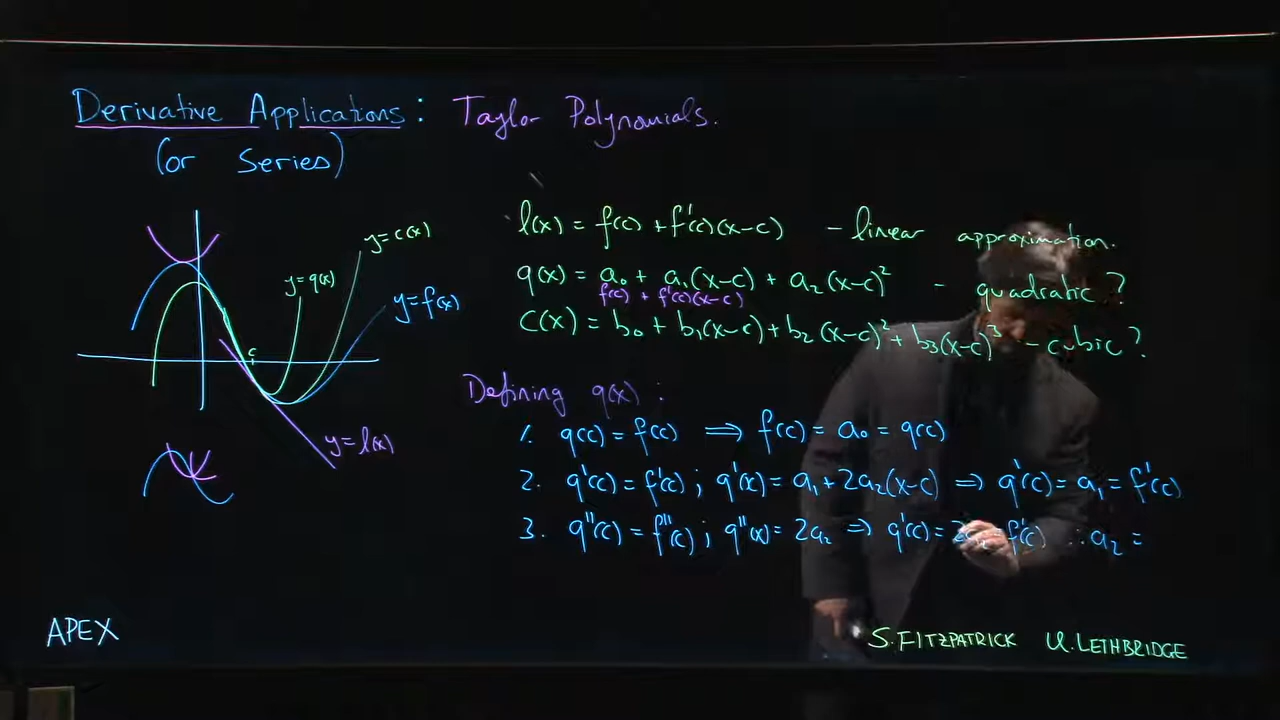 Derivative Applications: Taylor Polynomials.
(or Series)
y=c(x)
y=q(x)
y=f(x)
c
y=l(x)
l(x) = f(c) + f'(c)(x-c) - linear approximation.
q(x) = a₀ + a₁(x-c) + a₂(x-c)² - quadratic ?
f(c) + f'(c)(x-c)
c(x) = b₀ + b₁(x-c) + b₂(x-c)² + b₃(x-c)³ - cubic ?
Defining q(x) :
1. q(c) = f(c) ⟹ f(c) = a₀ = q(c)
2. q'(c) = f'(c) ; q'(x) = a₁ + 2a₂(x-c) ⟹ q'(c) = a₁ = f'(c)
3. q''(c) = f''(c) ; q''(x) = 2a₂ ⟹ q'(c) = f'(c) ∴ a₂ =
APEX
S. FITZPATRICK U. LETHBRIDGE